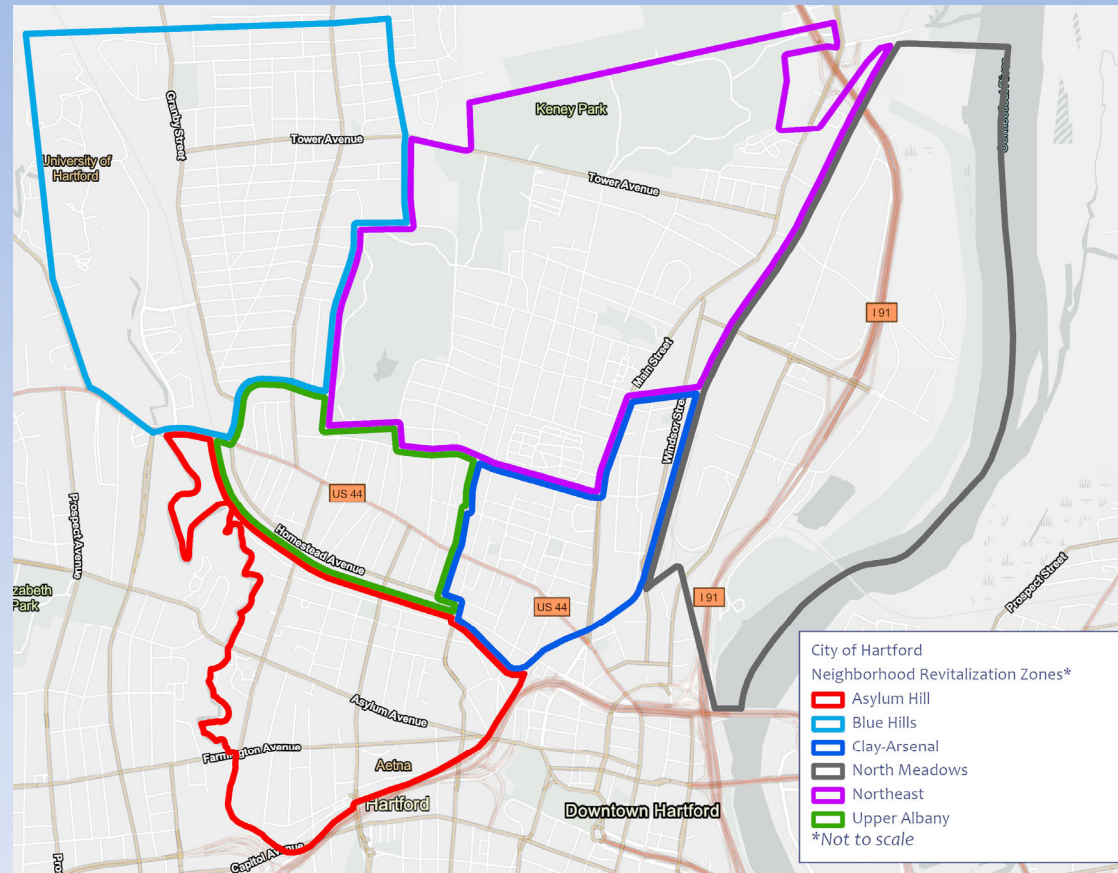 Keney Park
Granby Street
Tower Avenue
University of
Hartford
Tower Avenue
I 91
Main Street
Windsor Street
US 44
Prospect Avenue
Homestead Avenue
Park
US 44
I 91
Prospect Street
Asylum Avenue
Farmington Avenue
Aetna
Hartford
Downtown Hartford
Capitol Avenue
City of Hartford
Neighborhood Revitalization Zones*
Asylum Hill
Blue Hills
Clay-Arsenal
North Meadows
Northeast
Upper Albany
*Not to scale